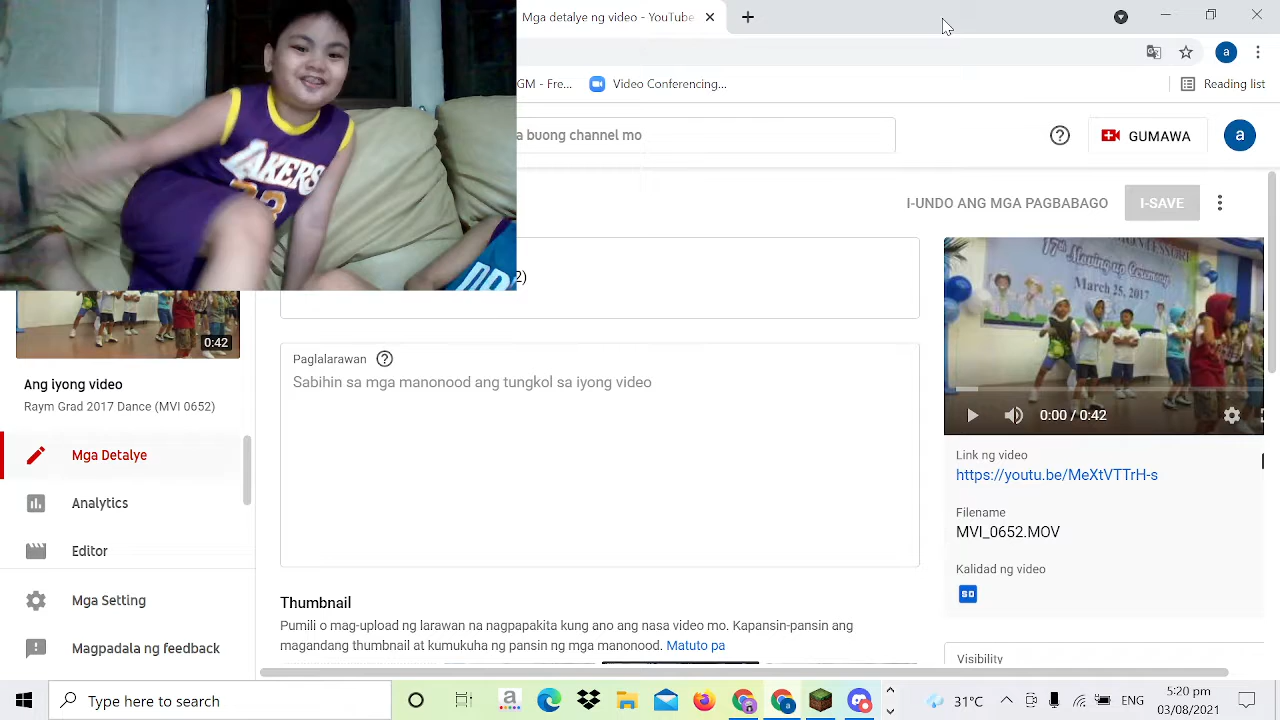 Mga detalye ng video - YouTube
GM - Fre...
Video Conferencing...
Reading list
a buong channel mo
GUMAWA
a
a
LAKERS
I-UNDO ANG MGA PAGBABAGO
I-SAVE
2)
17th Moving up Ceremony
March 25, 2017
0:00 / 0:42
0:42
Ang iyong video
Raym Grad 2017 Dance (MVI 0652)
Mga Detalye
Analytics
Editor
Mga Setting
Magpadala ng feedback
Paglalarawan
Sabihin sa mga manonood ang tungkol sa iyong video
Thumbnail
Pumili o mag-upload ng larawan na nagpapakita kung ano ang nasa video mo. Kapansin-pansin ang
magandang thumbnail at kumukuha ng pansin ng mga manonood. Matuto pa
Link ng video
https://youtu.be/MeXtVTTrH-s
Filename
MVI_0652.MOV
Kalidad ng video
SD
Visibility
Type here to search
a
31°C
ENG
5:20 pm
03/08/2021